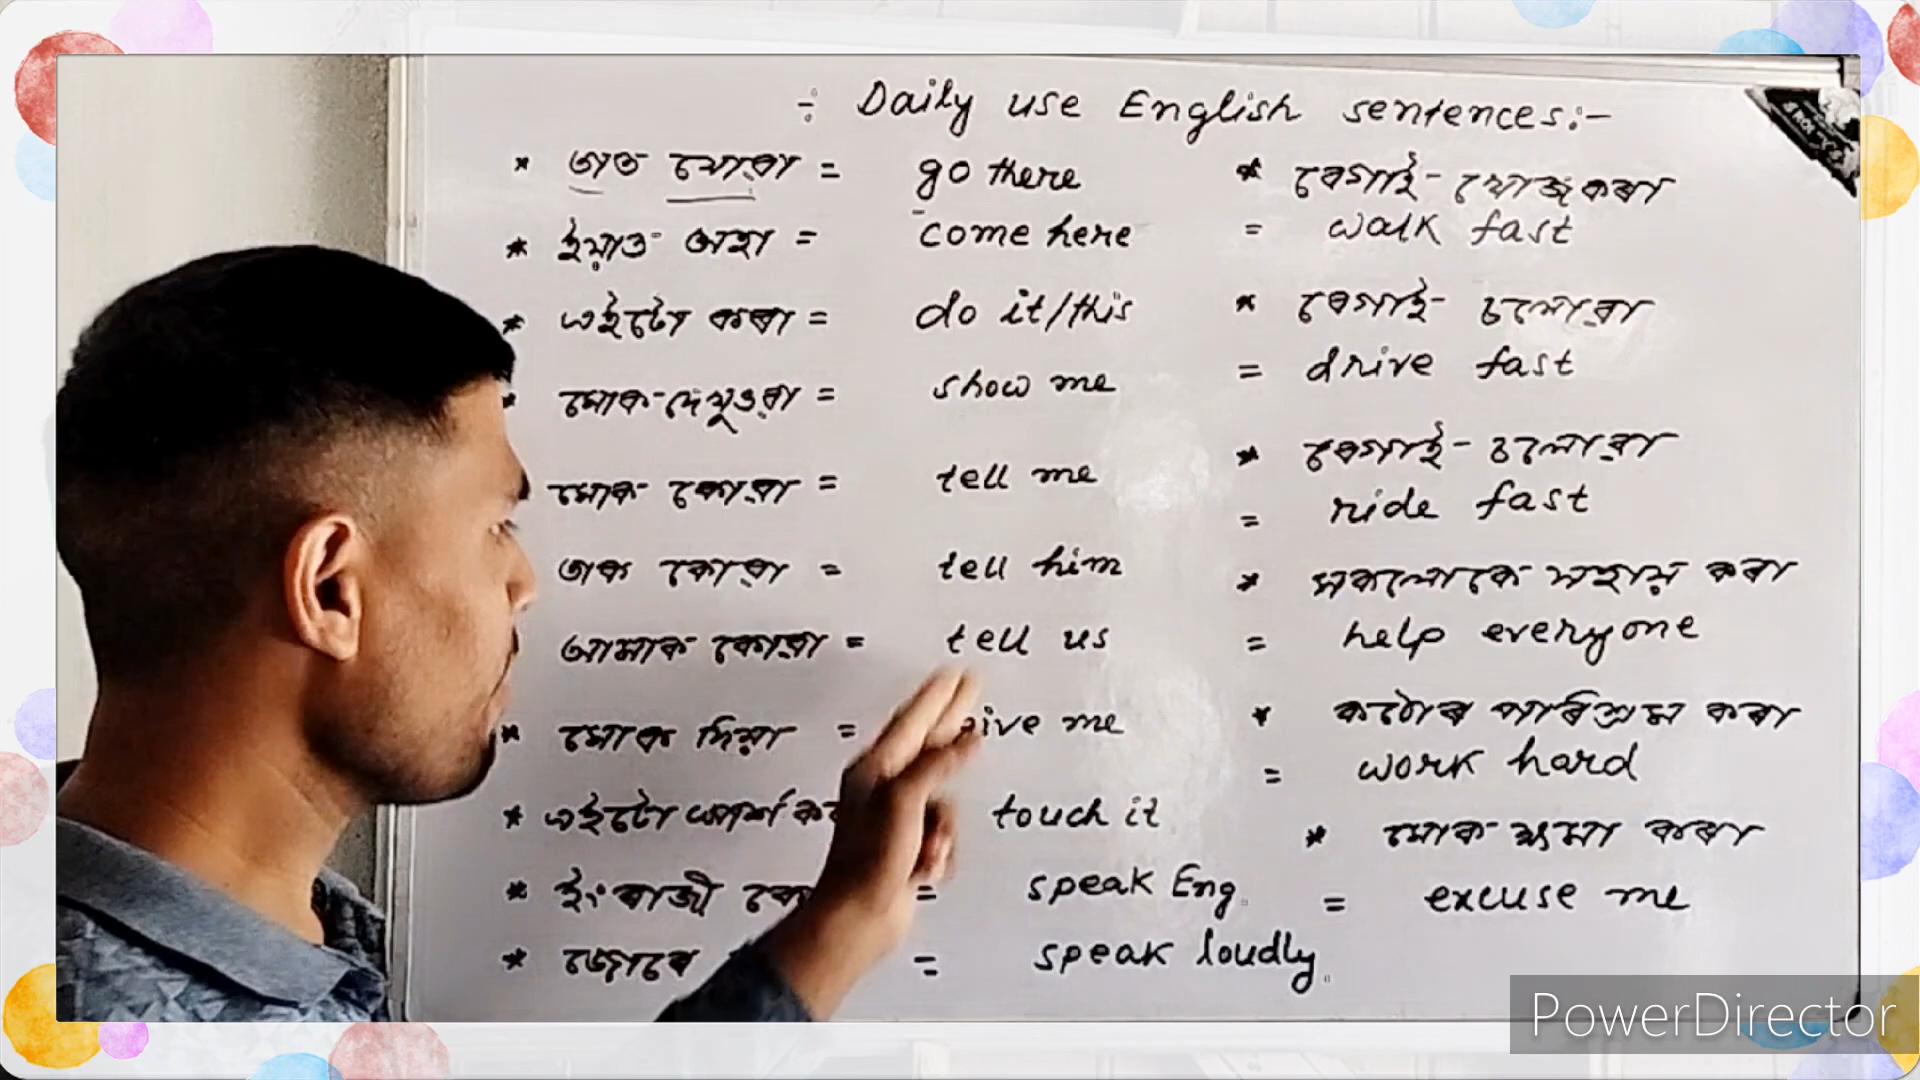 ÷ Daily use English sentences:-
* তাত যোৱা = go there
* ইয়াত আহা = come here
* এইটো কৰা = do it/this
* মোক দেখুওৱা = show me
মোক কোৱা = tell me
তাক কোৱা = tell him
আমাক কোৱা = tell us
* মোক দিয়া = give me
* এইটো স্পৰ্শ = touch it
* ইংৰাজী = speak Eng.
* জোৰে = speak loudly.
* বেগাই- খোজ কৰা
= walk fast
* বেগাই- চলোৱা
= drive fast
* বেগাই- চলোৱা
= ride fast
* সকলোকে সহায় কৰা
= help everyone
* কঠোৰ পাৰিশ্ৰম কৰা
= work hard
* মোক ক্ষমা কৰা
= excuse me
PowerDirector